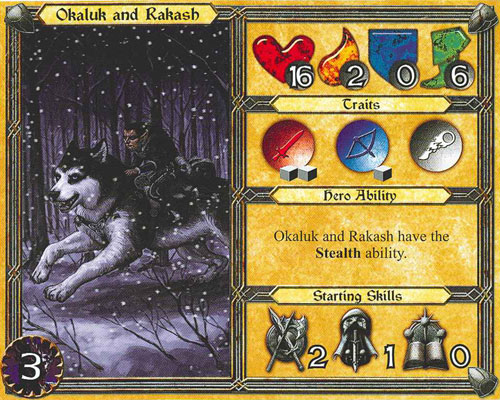 Okaluk and Rakash
16 2 0 6
Traits
Hero Ability
Okaluk and Rakash have the
Stealth ability.
Starting Skills
2 1 0
3